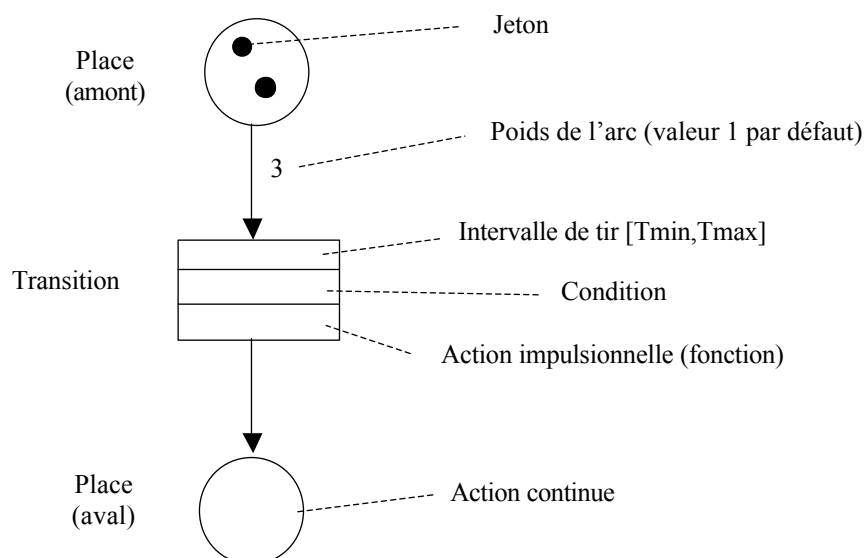 Jeton
Place
(amont)
Poids de l'arc (valeur 1 par défaut)
3
Intervalle de tir [Tmin,Tmax]
Transition
Condition
Action impulsionnelle (fonction)
Place
(aval)
Action continue